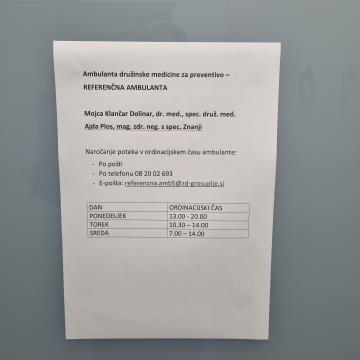 Ambulanta družinske medicine za preventivo –
REFERENČNA AMBULANTA
Mojca Klančar Dolinar, dr. med., spec. druž. med.
Ajda Plos, mag. zdr. neg. s spec. Znanji
Naročanje poteka v ordinacijskem času ambulante:
- Po pošti
- Po telefonu 08 20 02 693
- E-pošta: referencna.amb5@zd-grosuplje.si
DAN ORDINACIJSKI ČAS
PONEDELJEK 13.00 - 20.00
TOREK 10.30 – 14.00
SREDA 7.00 – 14.00